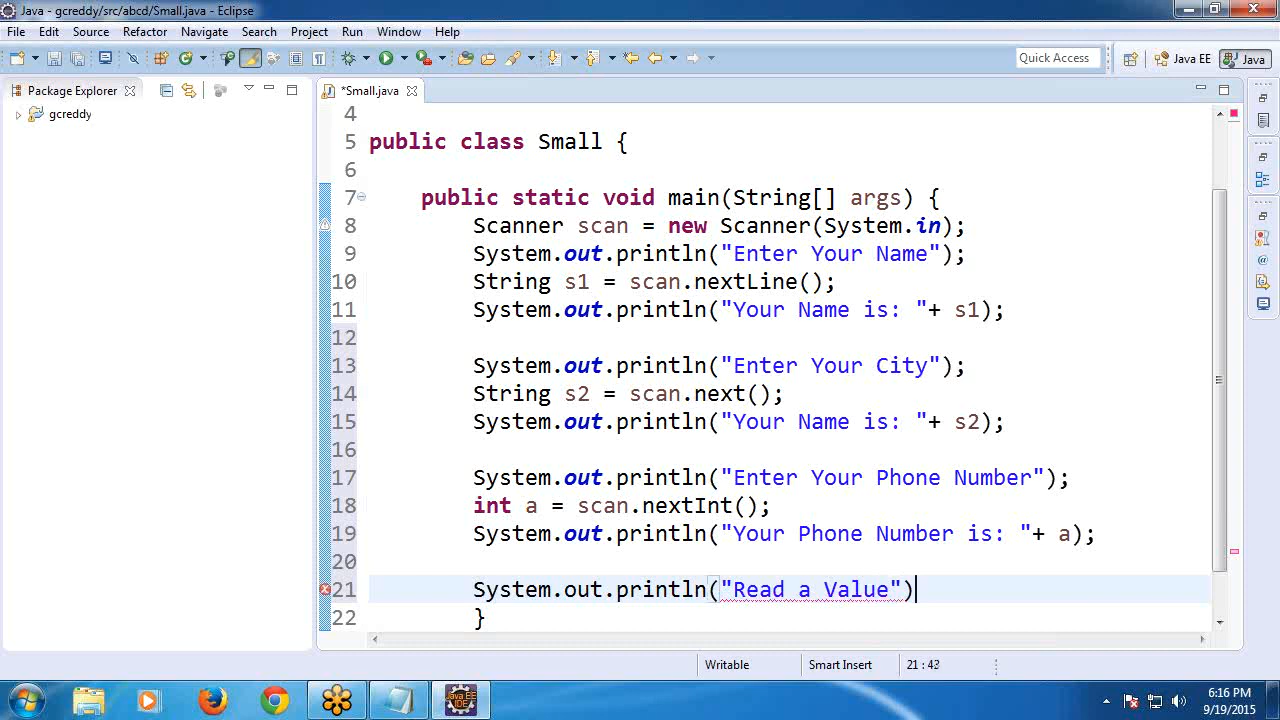 Java - gcreddy/src/abcd/Small.java - Eclipse
File Edit Source Refactor Navigate Search Project Run Window Help
Quick Access Java EE Java
Package Explorer *Small.java
gcreddy
4
5 public class Small {
6
7 public static void main(String[] args) {
8 Scanner scan = new Scanner(System.in);
9 System.out.println("Enter Your Name");
10 String s1 = scan.nextLine();
11 System.out.println("Your Name is: "+ s1);
12
13 System.out.println("Enter Your City");
14 String s2 = scan.next();
15 System.out.println("Your Name is: "+ s2);
16
17 System.out.println("Enter Your Phone Number");
18 int a = scan.nextInt();
19 System.out.println("Your Phone Number is: "+ a);
20
21 System.out.println("Read a Value")
22 }
Writable Smart Insert 21 : 43
Java EE
IDE
6:16 PM
9/19/2015